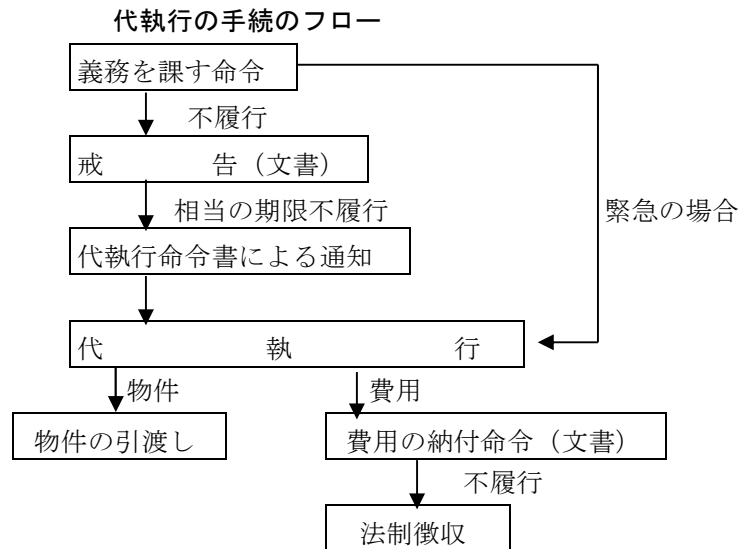 代執行の手続のフロー
義務を課す命令
不履行
戒　　　　告（文書）
相当の期限不履行
緊急の場合
代執行命令書による通知
代　　　　　　執　　　　　　行
物件
費用
物件の引渡し
費用の納付命令（文書）
不履行
法制徴収